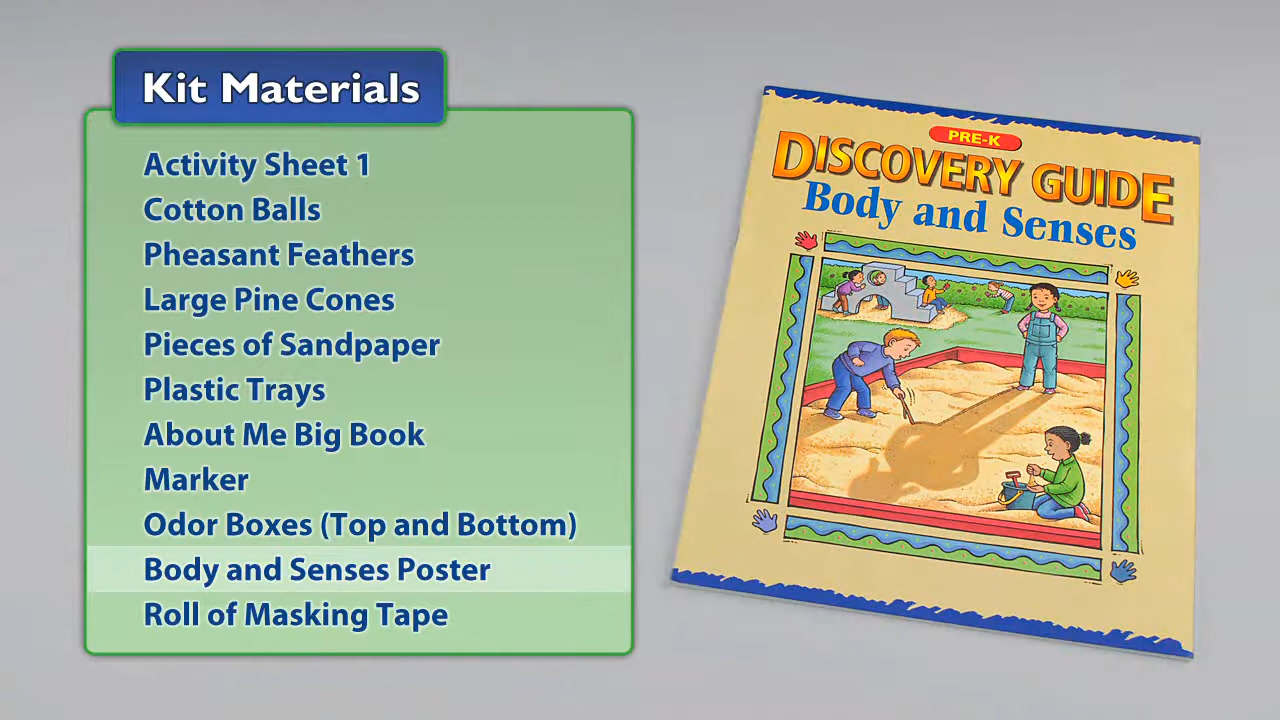 Kit Materials
Activity Sheet 1
Cotton Balls
Pheasant Feathers
Large Pine Cones
Pieces of Sandpaper
Plastic Trays
About Me Big Book
Marker
Odor Boxes (Top and Bottom)
Body and Senses Poster
Roll of Masking Tape
PRE-K
DISCOVERY GUIDE
Body and Senses